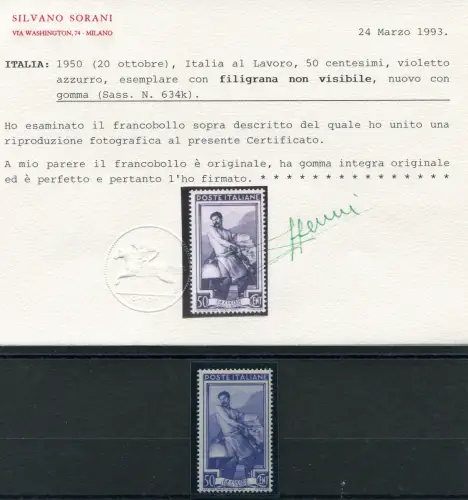 SILVANO SORANI
VIA WASHINGTON, 74 - MILANO
24 Marzo 1993.
ITALIA: 1950 (20 ottobre), Italia al Lavoro, 50 centesimi, violetto
azzurro, esemplare con filigrana non visibile, nuovo con
gomma (Sass. N. 634k).
Ho esaminato il francobollo sopra descritto del quale ho unito una
riproduzione fotografica al presente Certificato.
A mio parere il francobollo è originale, ha gomma integra originale
ed è perfetto e pertanto l'ho firmato. * * * * * * * * * * * * * * *
POSTE ITALIANE
50 CENT
POSTE ITALIANE
50 CENT